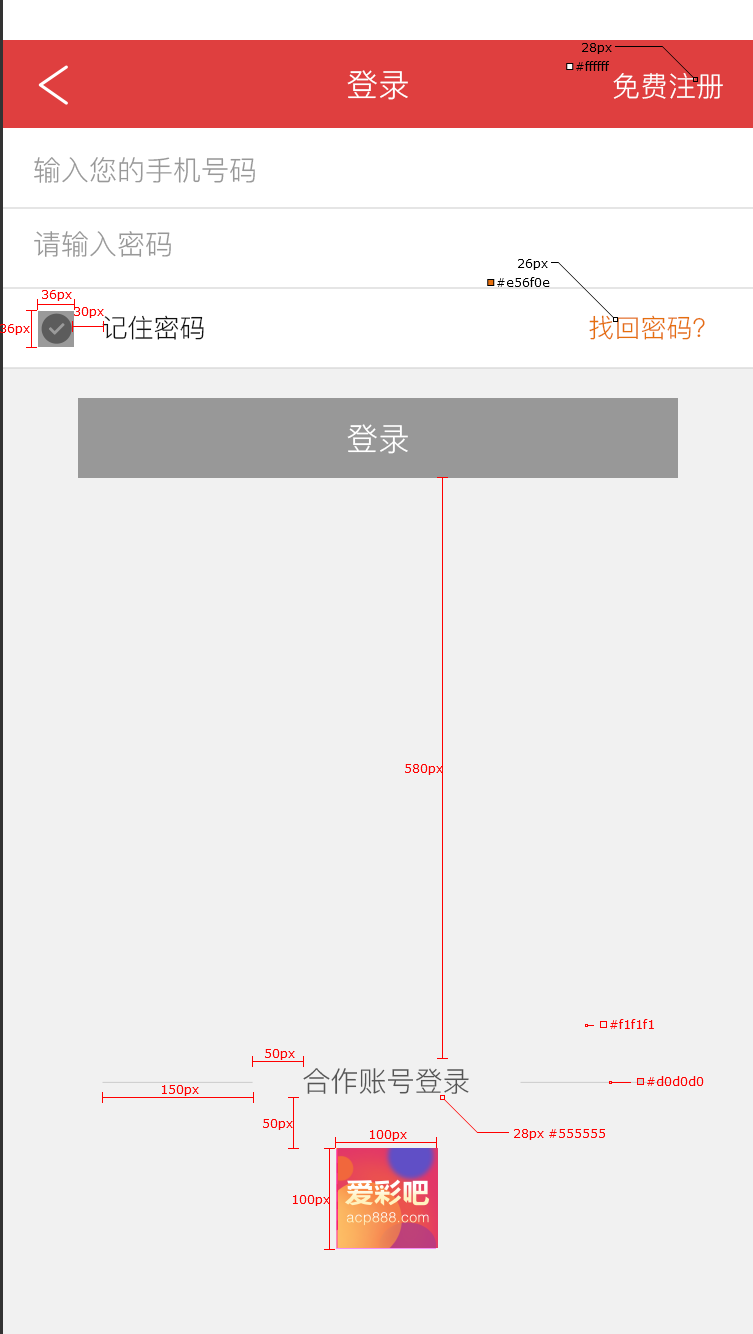 28px
#ffffff
登录
免费注册
输入您的手机号码
请输入密码
26px
#e56f0e
36px
30px
36px
记住密码
找回密码?
登录
580px
#f1f1f1
50px
合作账号登录
#d0d0d0
150px
50px
28px #555555
100px
100px
爱彩吧
acp888.com